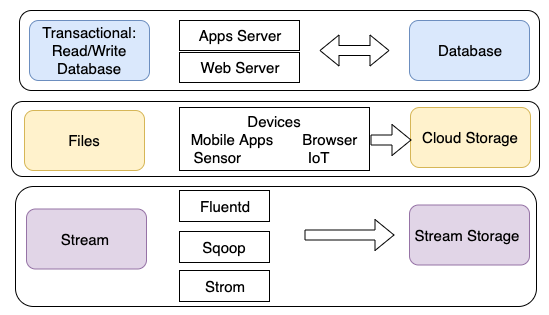 Transactional:
Read/Write
Database
Apps Server
Web Server
Database
Files
Devices
Mobile Apps Browser
Sensor IoT
Cloud Storage
Stream
Fluentd
Sqoop
Strom
Stream Storage